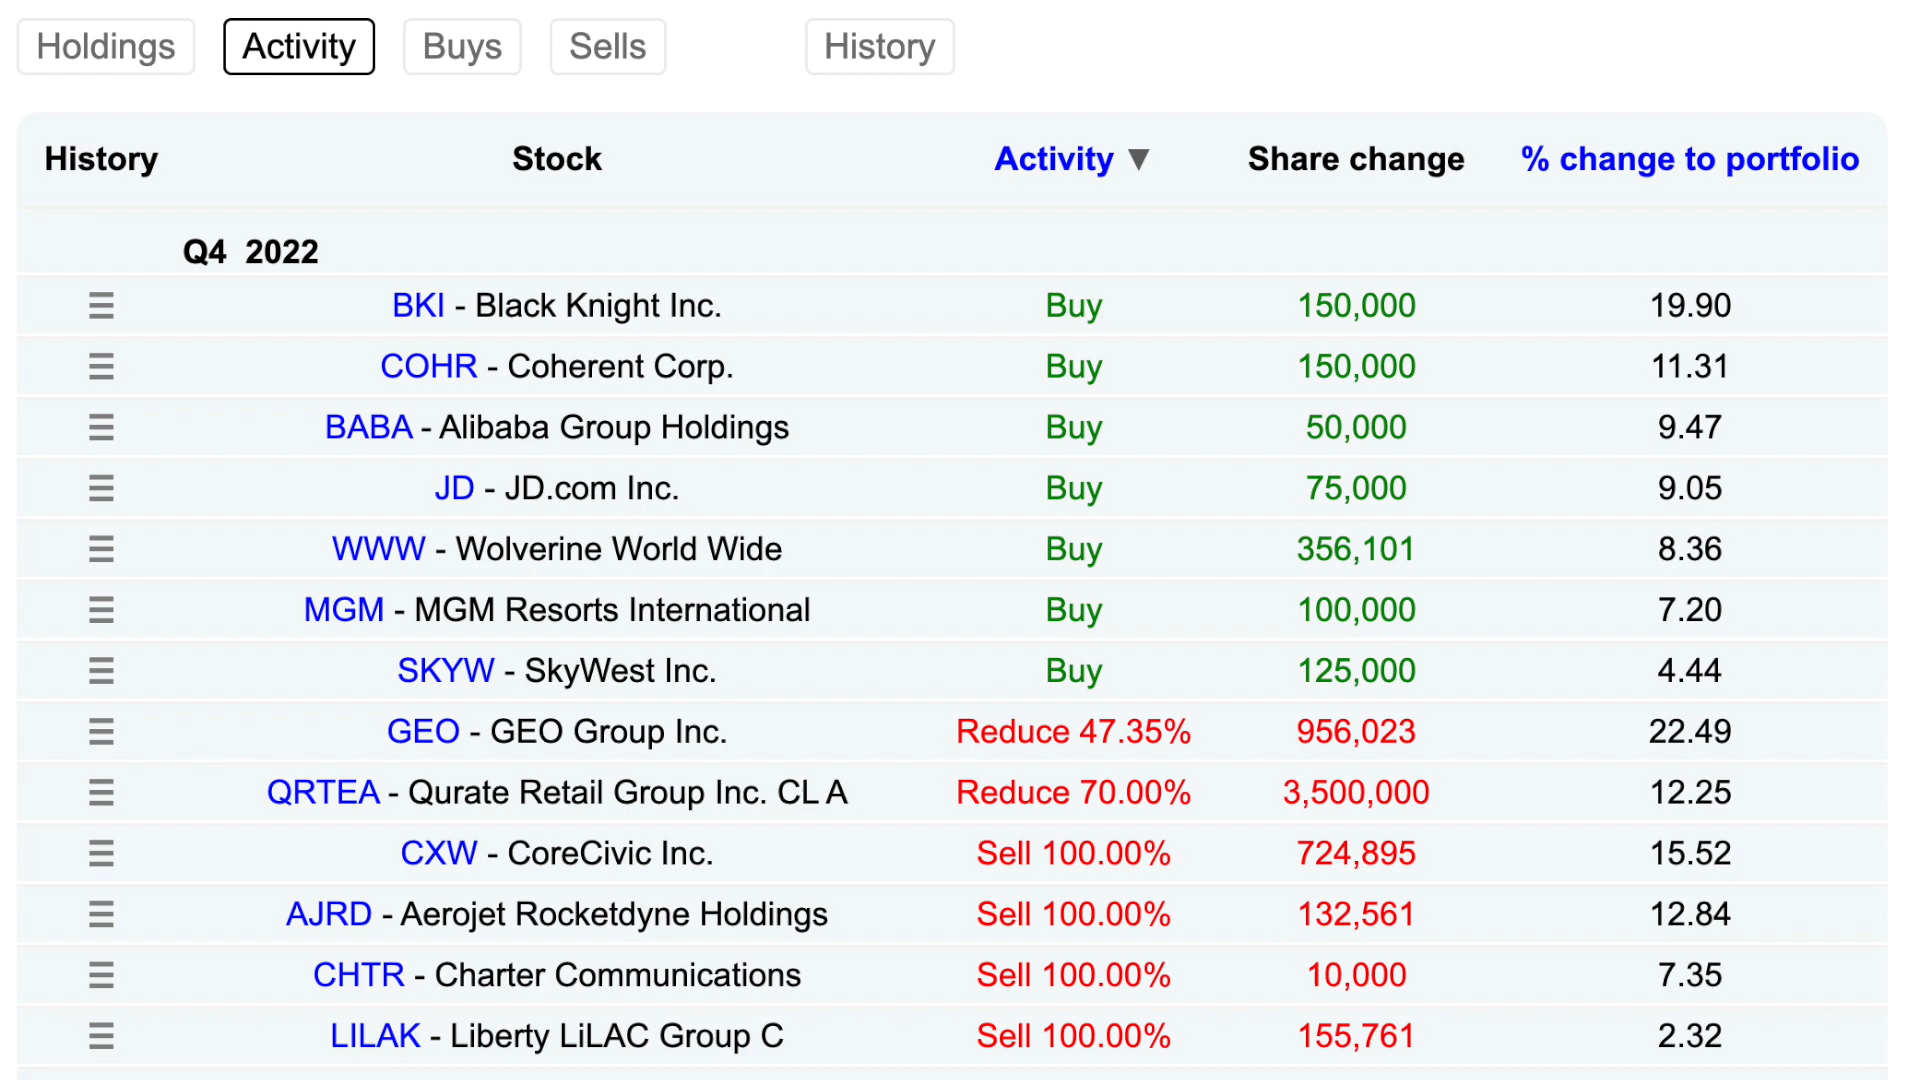 Holdings Activity Buys Sells History
History Stock Activity ▼ Share change % change to portfolio
Q4 2022
BKI - Black Knight Inc. Buy 150,000 19.90
COHR - Coherent Corp. Buy 150,000 11.31
BABA - Alibaba Group Holdings Buy 50,000 9.47
JD - JD.com Inc. Buy 75,000 9.05
WWW - Wolverine World Wide Buy 356,101 8.36
MGM - MGM Resorts International Buy 100,000 7.20
SKYW - SkyWest Inc. Buy 125,000 4.44
GEO - GEO Group Inc. Reduce 47.35% 956,023 22.49
QRTEA - Qurate Retail Group Inc. CL A Reduce 70.00% 3,500,000 12.25
CXW - CoreCivic Inc. Sell 100.00% 724,895 15.52
AJRD - Aerojet Rocketdyne Holdings Sell 100.00% 132,561 12.84
CHTR - Charter Communications Sell 100.00% 10,000 7.35
LILAK - Liberty LiLAC Group C Sell 100.00% 155,761 2.32